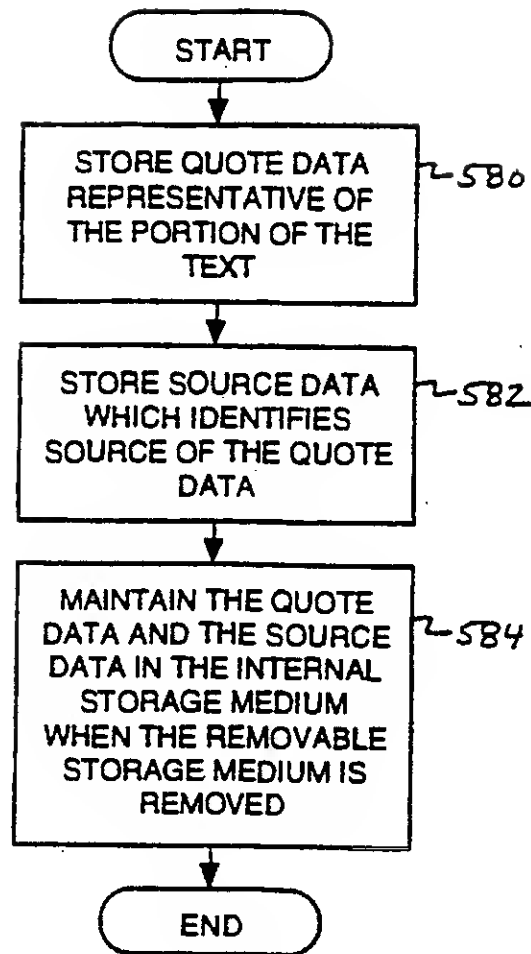 START
STORE QUOTE DATA
REPRESENTATIVE OF
THE PORTION OF THE
TEXT
580
STORE SOURCE DATA
WHICH IDENTIFIES
SOURCE OF THE QUOTE
DATA
582
MAINTAIN THE QUOTE
DATA AND THE SOURCE
DATA IN THE INTERNAL
STORAGE MEDIUM
WHEN THE REMOVABLE
STORAGE MEDIUM IS
REMOVED
584
END